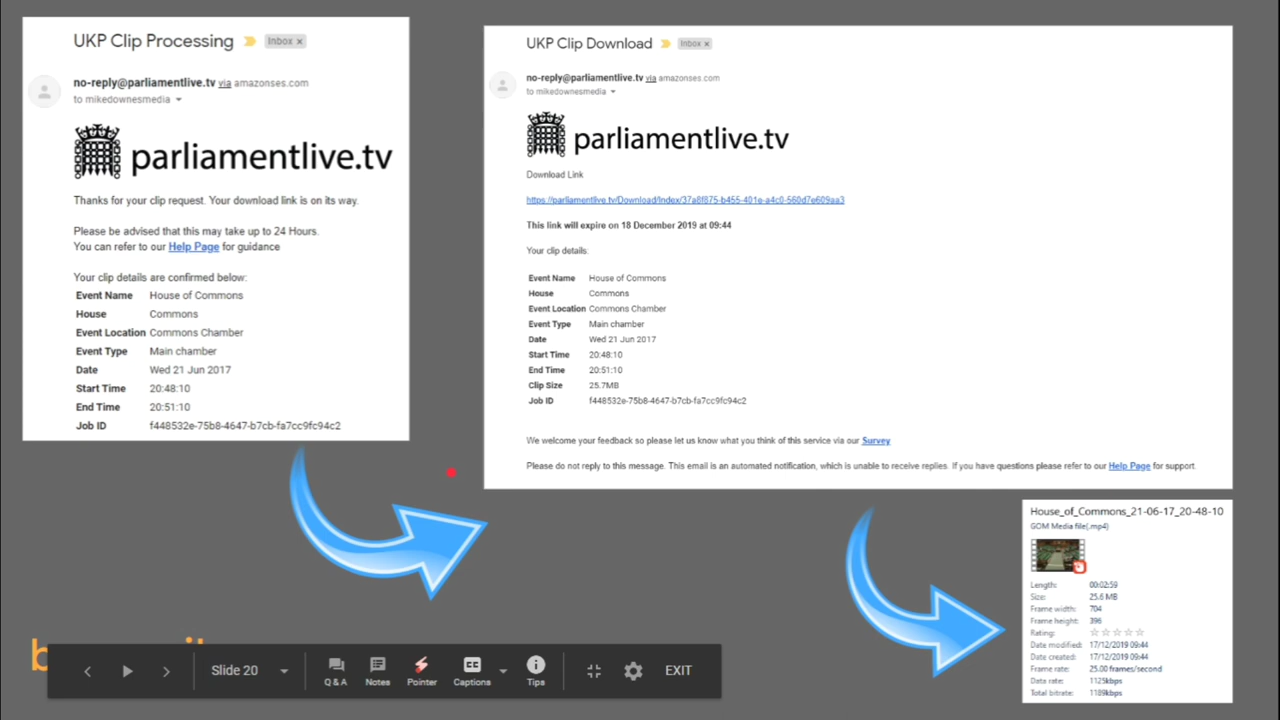 UKP Clip Processing
Inbox x
no-reply@parliamentlive.tv via amazonses.com
to mikedownesmedia
parliamentlive.tv
Thanks for your clip request. Your download link is on its way.
Please be advised that this may take up to 24 Hours.
You can refer to our Help Page for guidance
Your clip details are confirmed below:
Event Name House of Commons
House Commons
Event Location Commons Chamber
Event Type Main chamber
Date Wed 21 Jun 2017
Start Time 20:48:10
End Time 20:51:10
Job ID f448532e-75b8-4647-b7cb-fa7cc9fc94c2
UKP Clip Download
Inbox x
no-reply@parliamentlive.tv via amazonses.com
to mikedownesmedia
parliamentlive.tv
Download Link
https://parliamentlive.tv/Download/Index/37a8f875-b455-401e-a4c0-560d7e609aa3
This link will expire on 18 December 2019 at 09:44
Your clip details:
Event Name House of Commons
House Commons
Event Location Commons Chamber
Event Type Main chamber
Date Wed 21 Jun 2017
Start Time 20:48:10
End Time 20:51:10
Clip Size 25.7MB
Job ID f448532e-75b8-4647-b7cb-fa7cc9fc94c2
We welcome your feedback so please let us know what you think of this service via our Survey
Please do not reply to this message. This email is an automated notification, which is unable to receive replies. If you have questions please refer to our Help Page for support.
House_of_Commons_21-06-17_20-48-10
GOM Media file(.mp4)
Length: 00:02:59
Size: 25.6 MB
Frame width: 704
Frame height: 396
Rating:
Date modified: 17/12/2019 09:44
Date created: 17/12/2019 09:44
Frame rate: 25.00 frames/second
Data rate: 1125kbps
Total bitrate: 1189kbps
Slide 20
Q & A
Notes
Pointer
CC
Captions
Tips
EXIT